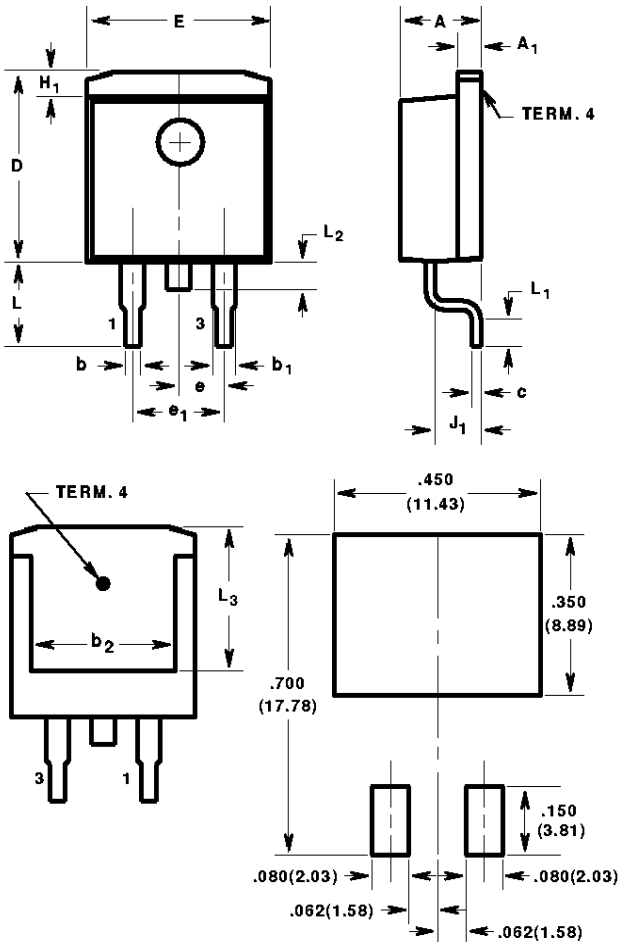 E
A
A1
H1
TERM. 4
D
L2
L
L1
1
3
b
e
b1
c
e1
J1
TERM. 4
L3
b2
3
1
.450
(11.43)
.350
(8.89)
.700
(17.78)
.150
(3.81)
.080(2.03)
.080(2.03)
.062(1.58)
.062(1.58)